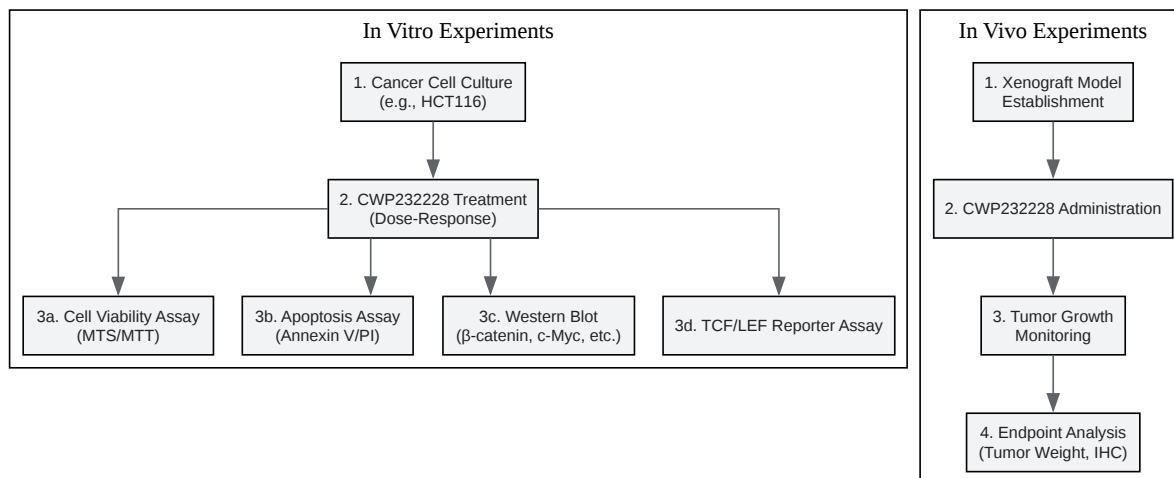 In Vitro Experiments
1. Cancer Cell Culture
(e.g., HCT116)
2. CWP232228 Treatment
(Dose-Response)
3a. Cell Viability Assay
(MTS/MTT)
3b. Apoptosis Assay
(Annexin V/PI)
3c. Western Blot
(β-catenin, c-Myc, etc.)
3d. TCF/LEF Reporter Assay
In Vivo Experiments
1. Xenograft Model
Establishment
2. CWP232228 Administration
3. Tumor Growth
Monitoring
4. Endpoint Analysis
(Tumor Weight, IHC)